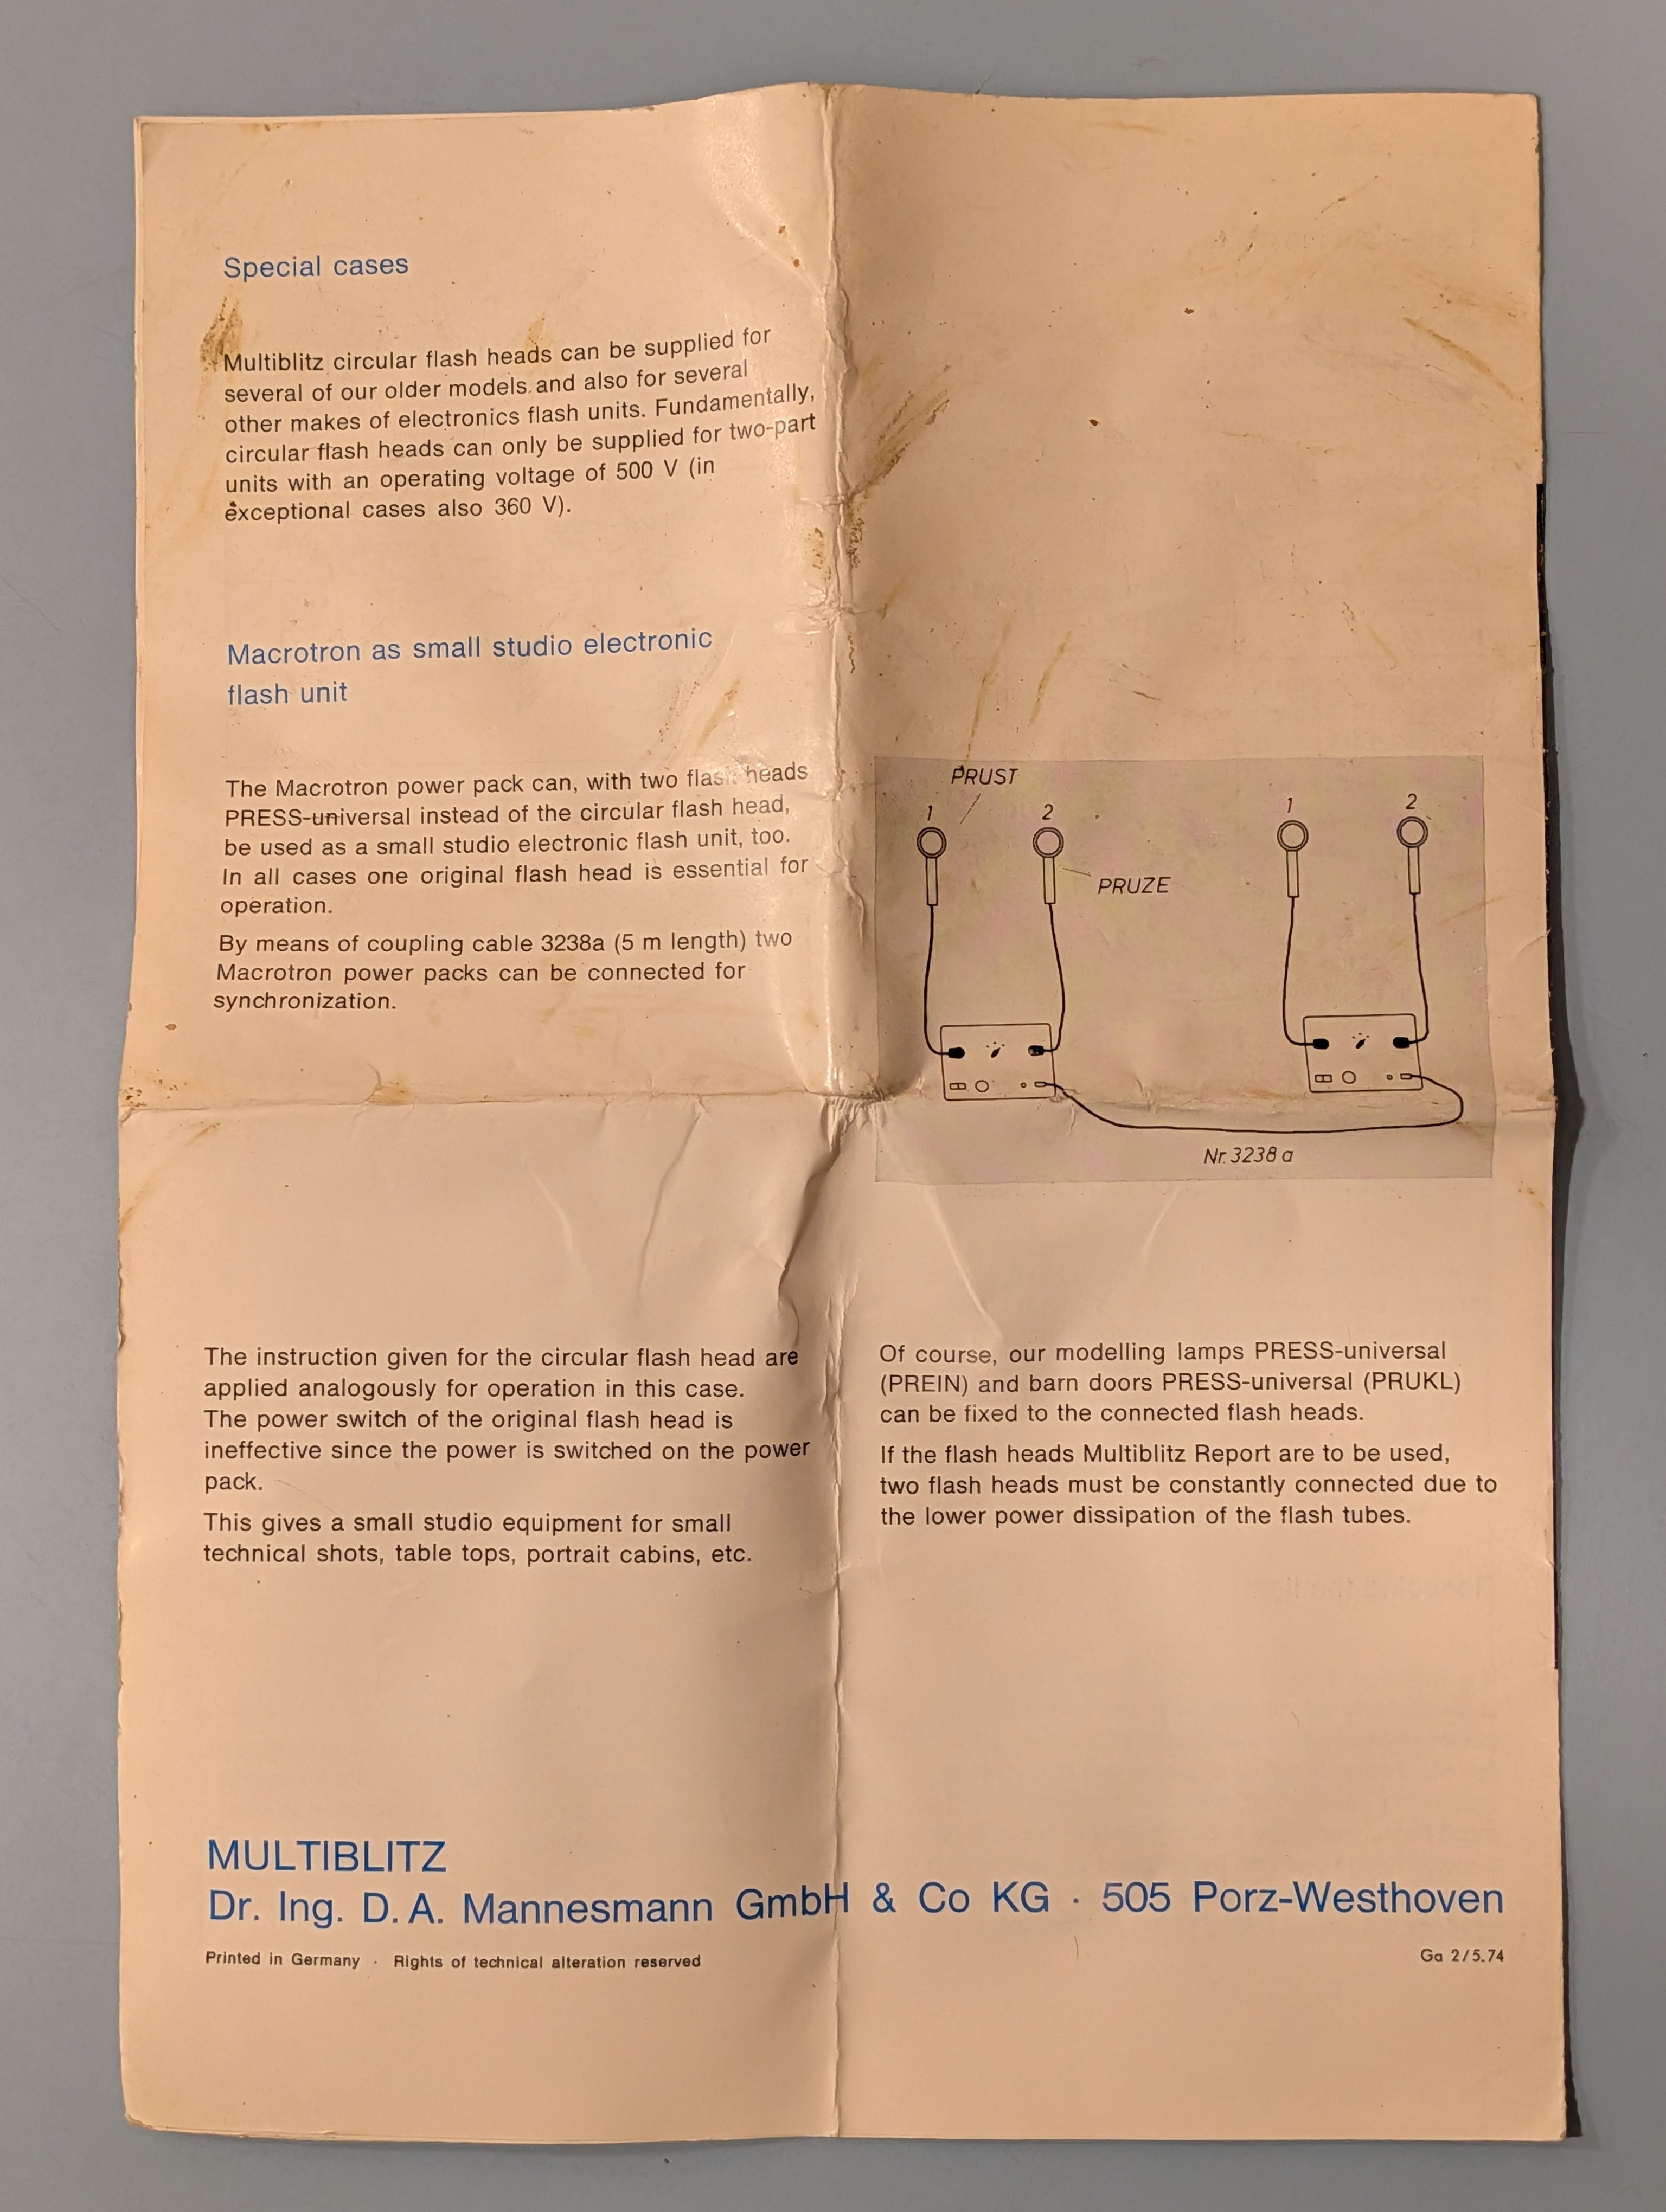 Special cases
Multiblitz circular flash heads can be supplied for
several of our older models and also for several
other makes of electronics flash units. Fundamentally,
circular flash heads can only be supplied for two-part
units with an operating voltage of 500 V (in
exceptional cases also 360 V).
Macrotron as small studio electronic
flash unit
The Macrotron power pack can, with two flash heads
PRESS-universal instead of the circular flash head,
be used as a small studio electronic flash unit, too.
In all cases one original flash head is essential for
operation.
By means of coupling cable 3238a (5 m length) two
Macrotron power packs can be connected for
synchronization.
PRUST
1
2
1
2
PRUZE
Nr. 3238 a
The instruction given for the circular flash head are
applied analogously for operation in this case.
The power switch of the original flash head is
ineffective since the power is switched on the power
pack.
This gives a small studio equipment for small
technical shots, table tops, portrait cabins, etc.
Of course, our modelling lamps PRESS-universal
(PREIN) and barn doors PRESS-universal (PRUKL)
can be fixed to the connected flash heads.
If the flash heads Multiblitz Report are to be used,
two flash heads must be constantly connected due to
the lower power dissipation of the flash tubes.
MULTIBLITZ
Dr. Ing. D. A. Mannesmann GmbH & Co KG · 505 Porz-Westhoven
Printed in Germany · Rights of technical alteration reserved
Ga 2/5.74